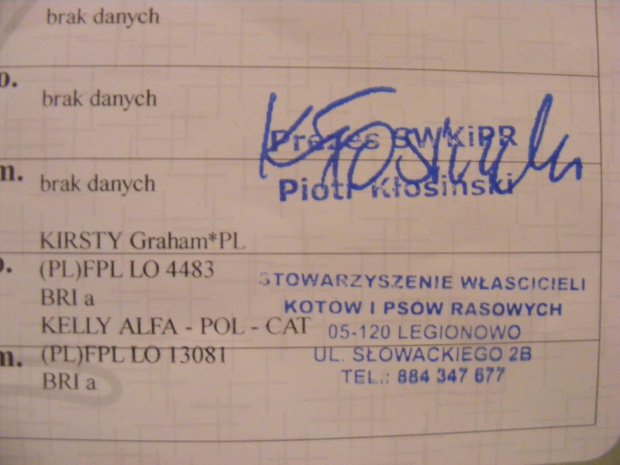 brak danych
o.
brak danych
Prezes SWKiPR
m.
brak danych
Piotr Kłosiński
KIRSTY Graham*PL
o.
(PL)FPL LO 4483
BRI a
KELLY ALFA - POL - CAT
m.
(PL)FPL LO 13081
BRI a
STOWARZYSZENIE WŁASCICIELI
KOTOW I PSÓW RASOWYCH
05-120 LEGIONOWO
UL. SŁOWACKIEGO 2B
TEL.: 884 347 677